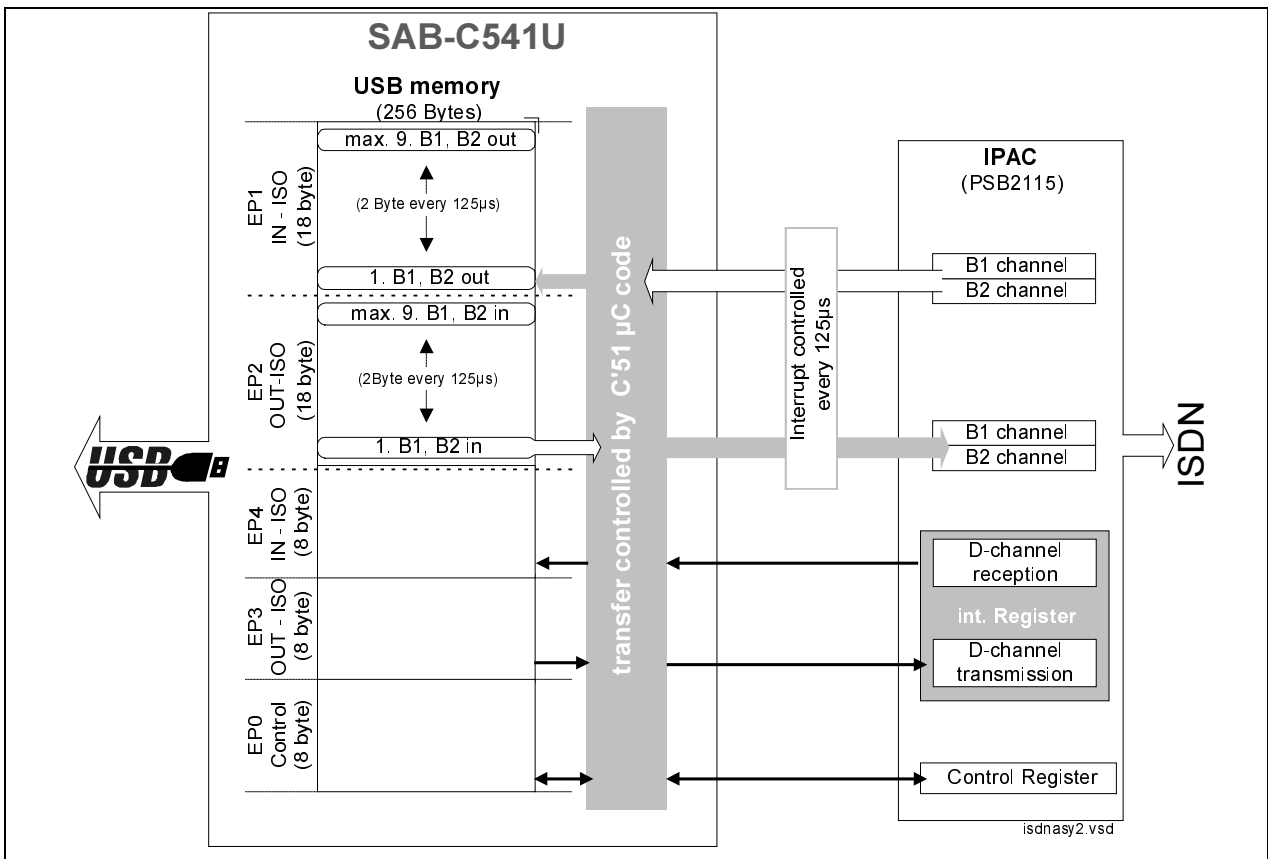 SAB-C541U
USB memory
(256 Bytes)
EP1
IN - ISO
(18 byte)
max. 9. B1, B2 out
(2 Byte every 125µs)
1. B1, B2 out
EP2
OUT-ISO
(18 byte)
max. 9. B1, B2 in
(2Byte every 125µs)
1. B1, B2 in
EP4
IN - ISO
(8 byte)
EP3
OUT - ISO
(8 byte)
EP0
Control
(8 byte)
USB
transfer controlled by C'51 µC code
Interrupt controlled
every 125µs
IPAC
(PSB2115)
B1 channel
B2 channel
B1 channel
B2 channel
D-channel
reception
int. Register
D-channel
transmission
Control Register
ISDN
isdnasy2.vsd